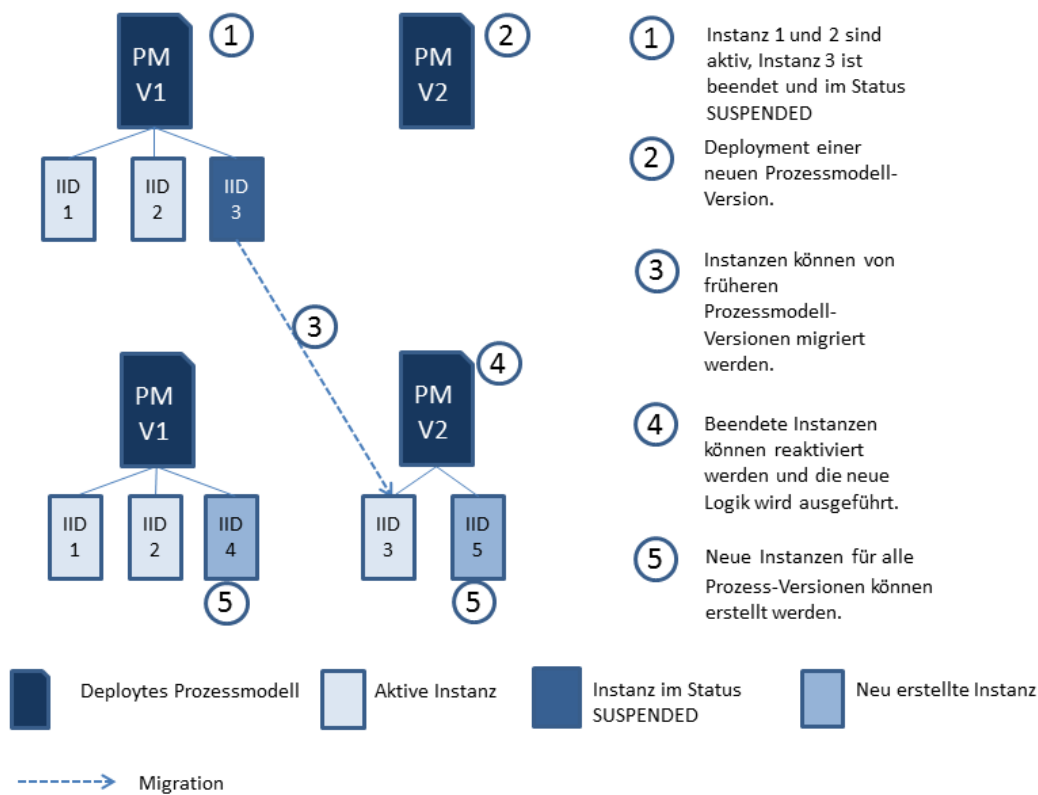 PM
V1
1
PM
V2
2
IID
1
IID
2
IID
3
3
PM
V1
PM
V2
4
IID
1
IID
2
IID
4
5
IID
3
IID
5
5
1
Instanz 1 und 2 sind
aktiv, Instanz 3 ist
beendet und im Status
SUSPENDED
2
Deployment einer
neuen Prozessmodell-
Version.
3
Instanzen können von
früheren
Prozessmodell-
Versionen migriert
werden.
4
Beendete Instanzen
können reaktiviert
werden und die neue
Logik wird ausgeführt.
5
Neue Instanzen für alle
Prozess-Versionen können
erstellt werden.
Deploytes Prozessmodell
Aktive Instanz
Instanz im Status
SUSPENDED
Neu erstellte Instanz
Migration